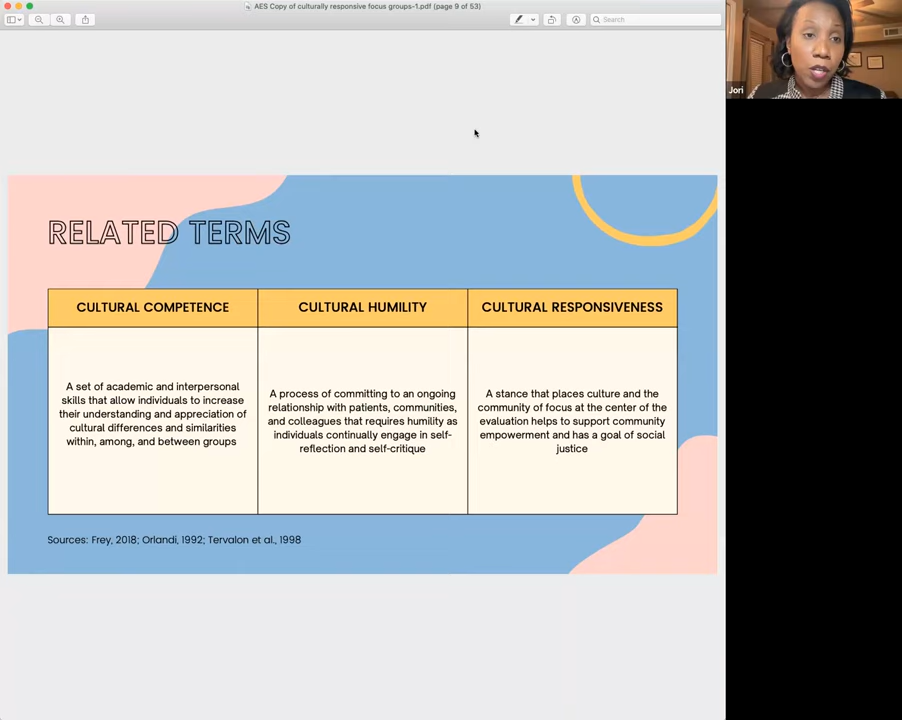 AES Copy of culturally responsive focus groups-1.pdf (page 9 of 53)
Search
Jori
RELATED TERMS
CULTURAL COMPETENCE
A set of academic and interpersonal
skills that allow individuals to increase
their understanding and appreciation of
cultural differences and similarities
within, among, and between groups
CULTURAL HUMILITY
A process of committing to an ongoing
relationship with patients, communities,
and colleagues that requires humility as
individuals continually engage in self-
reflection and self-critique
CULTURAL RESPONSIVENESS
A stance that places culture and the
community of focus at the center of the
evaluation helps to support community
empowerment and has a goal of social
justice
Sources: Frey, 2018; Orlandi, 1992; Tervalon et al., 1998